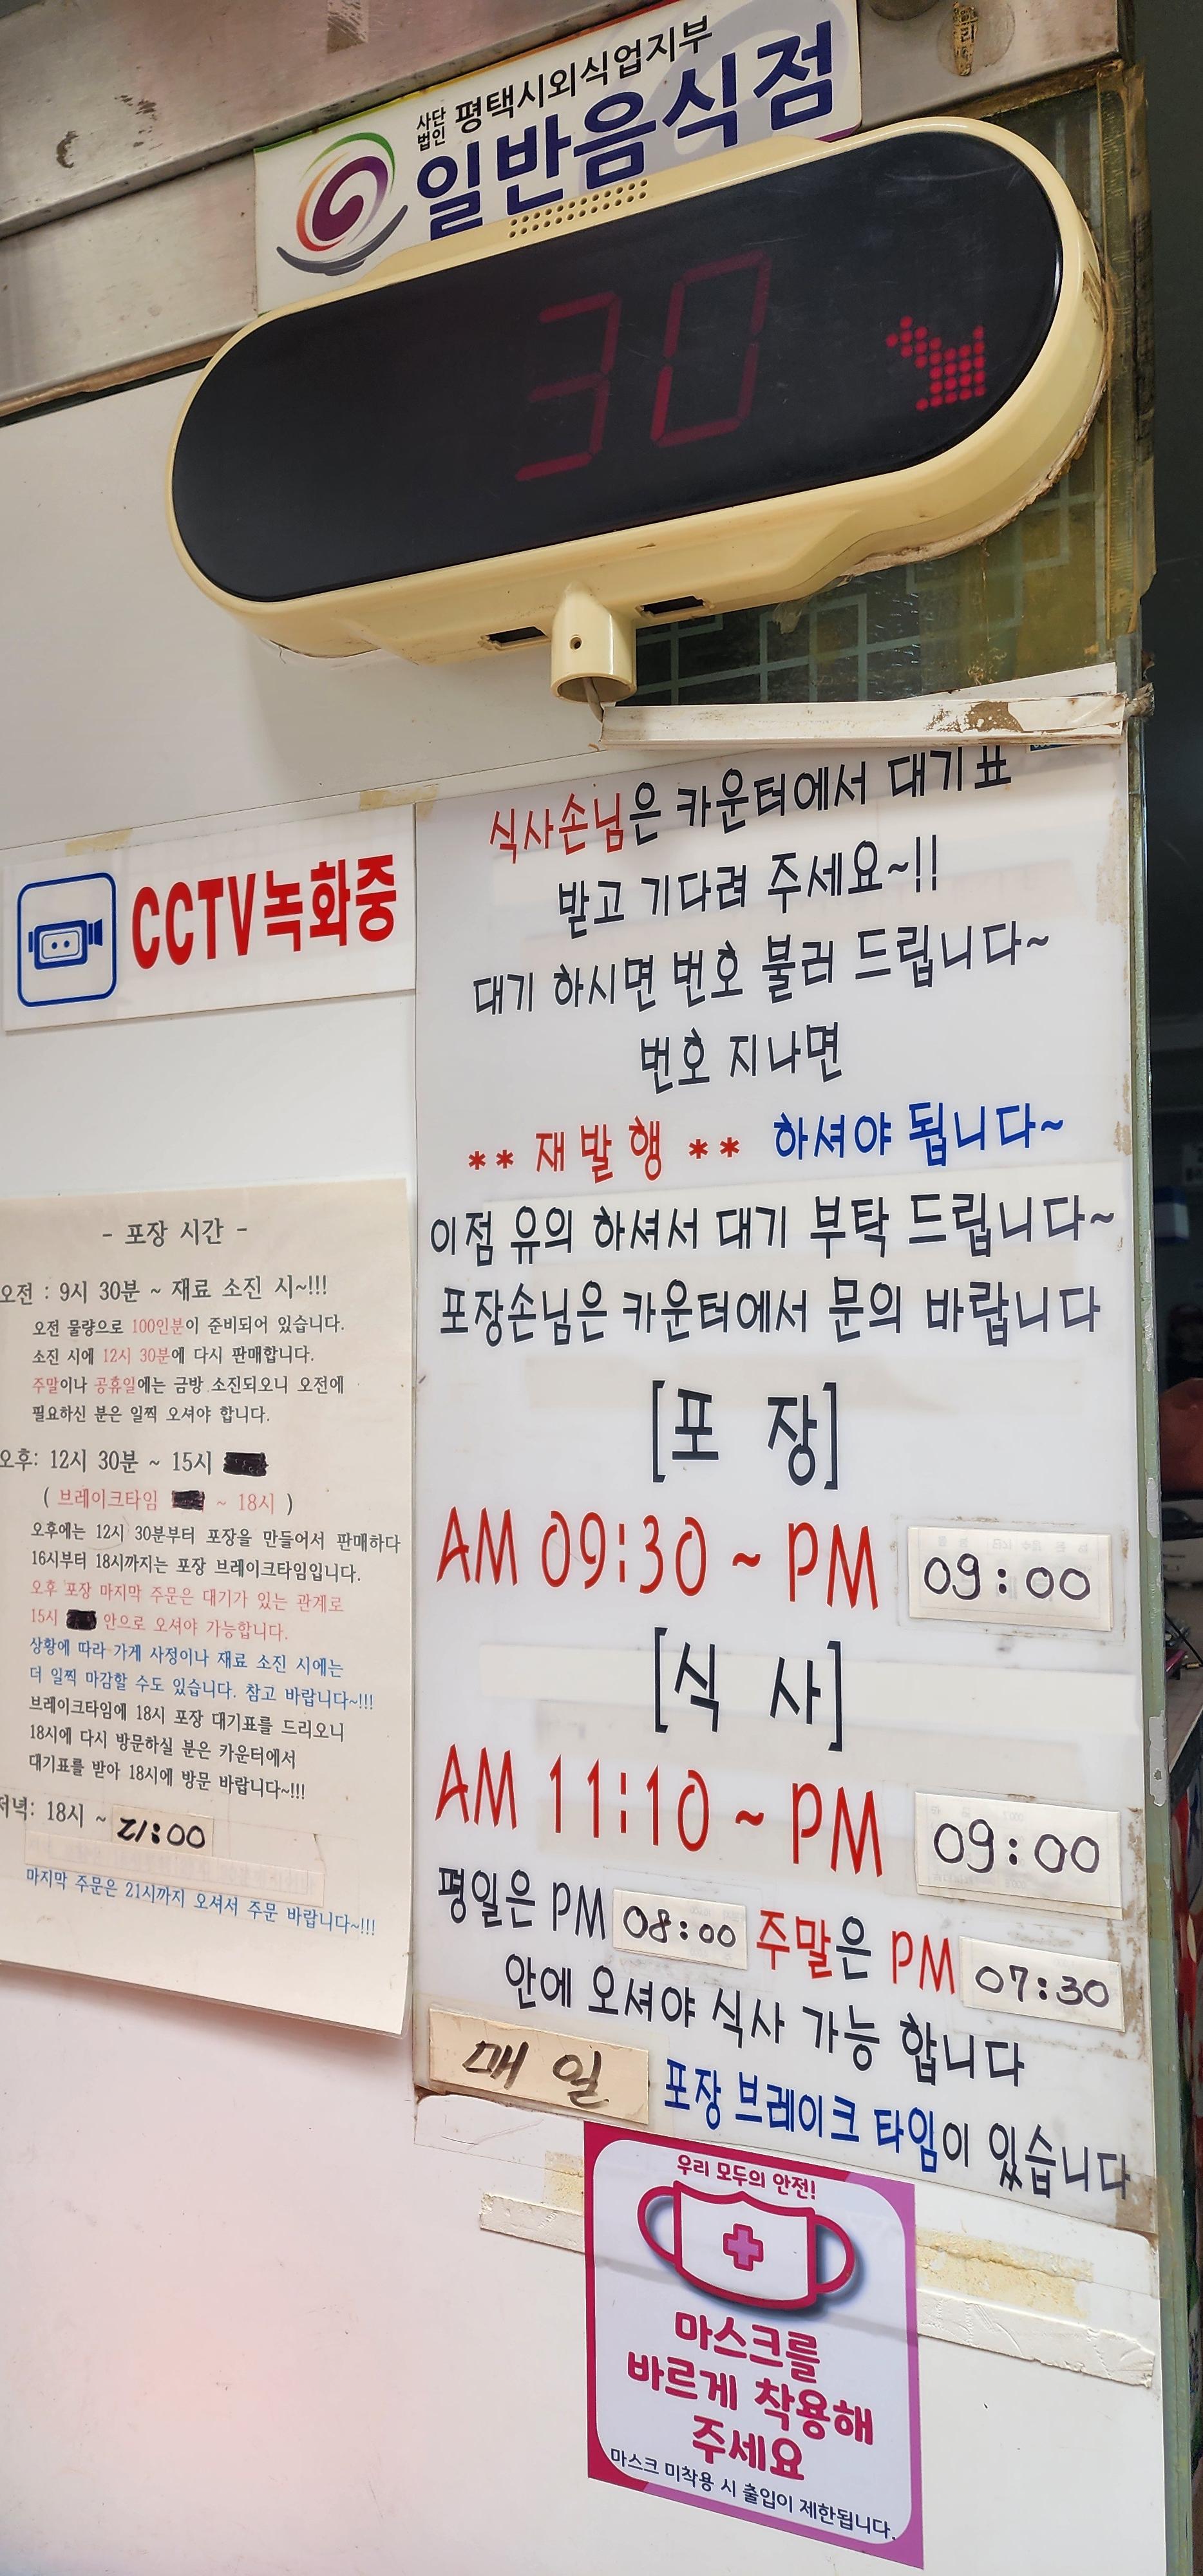 사단법인 평택시외식업지부
일반음식점
30
CCTV녹화중
식사손님은 카운터에서 대기표
받고 기다려 주세요~!!
대기 하시면 번호 불러 드립니다~
번호 지나면
** 재발행 ** 하셔야 됩니다~
이점 유의 하셔서 대기 부탁 드립니다~
포장손님은 카운터에서 문의 바랍니다
[포 장]
AM 09:30 ~ PM 09:00
[식 사]
AM 11:10 ~ PM 09:00
평일은 PM 08:00 주말은 PM 07:30
안에 오셔야 식사 가능 합니다
매일 포장 브레이크 타임이 있습니다
- 포장 시간 -
오전 : 9시 30분 ~ 재료 소진 시~!!!
오전 물량으로 100인분이 준비되어 있습니다.
소진 시에 12시 30분에 다시 판매합니다.
주말이나 공휴일에는 금방 소진되오니 오전에
필요하신 분은 일찍 오셔야 합니다.
오후: 12시 30분 ~ 15시
( 브레이크타임 ~ 18시 )
오후에는 12시 30분부터 포장을 만들어서 판매하다
16시부터 18시까지는 포장 브레이크타임입니다.
오후 포장 마지막 주문은 대기가 있는 관계로
15시 안으로 오셔야 가능합니다.
상황에 따라 가게 사정이나 재료 소진 시에는
더 일찍 마감할 수도 있습니다. 참고 바랍니다~!!!
브레이크타임에 18시 포장 대기표를 드리오니
18시에 다시 방문하실 분은 카운터에서
대기표를 받아 18시에 방문 바랍니다~!!!
저녁: 18시 ~ 21:00
마지막 주문은 21시까지 오셔서 주문 바랍니다~!!!
우리 모두의 안전!
마스크를
바르게 착용해
주세요
마스크 미착용 시 출입이 제한됩니다.